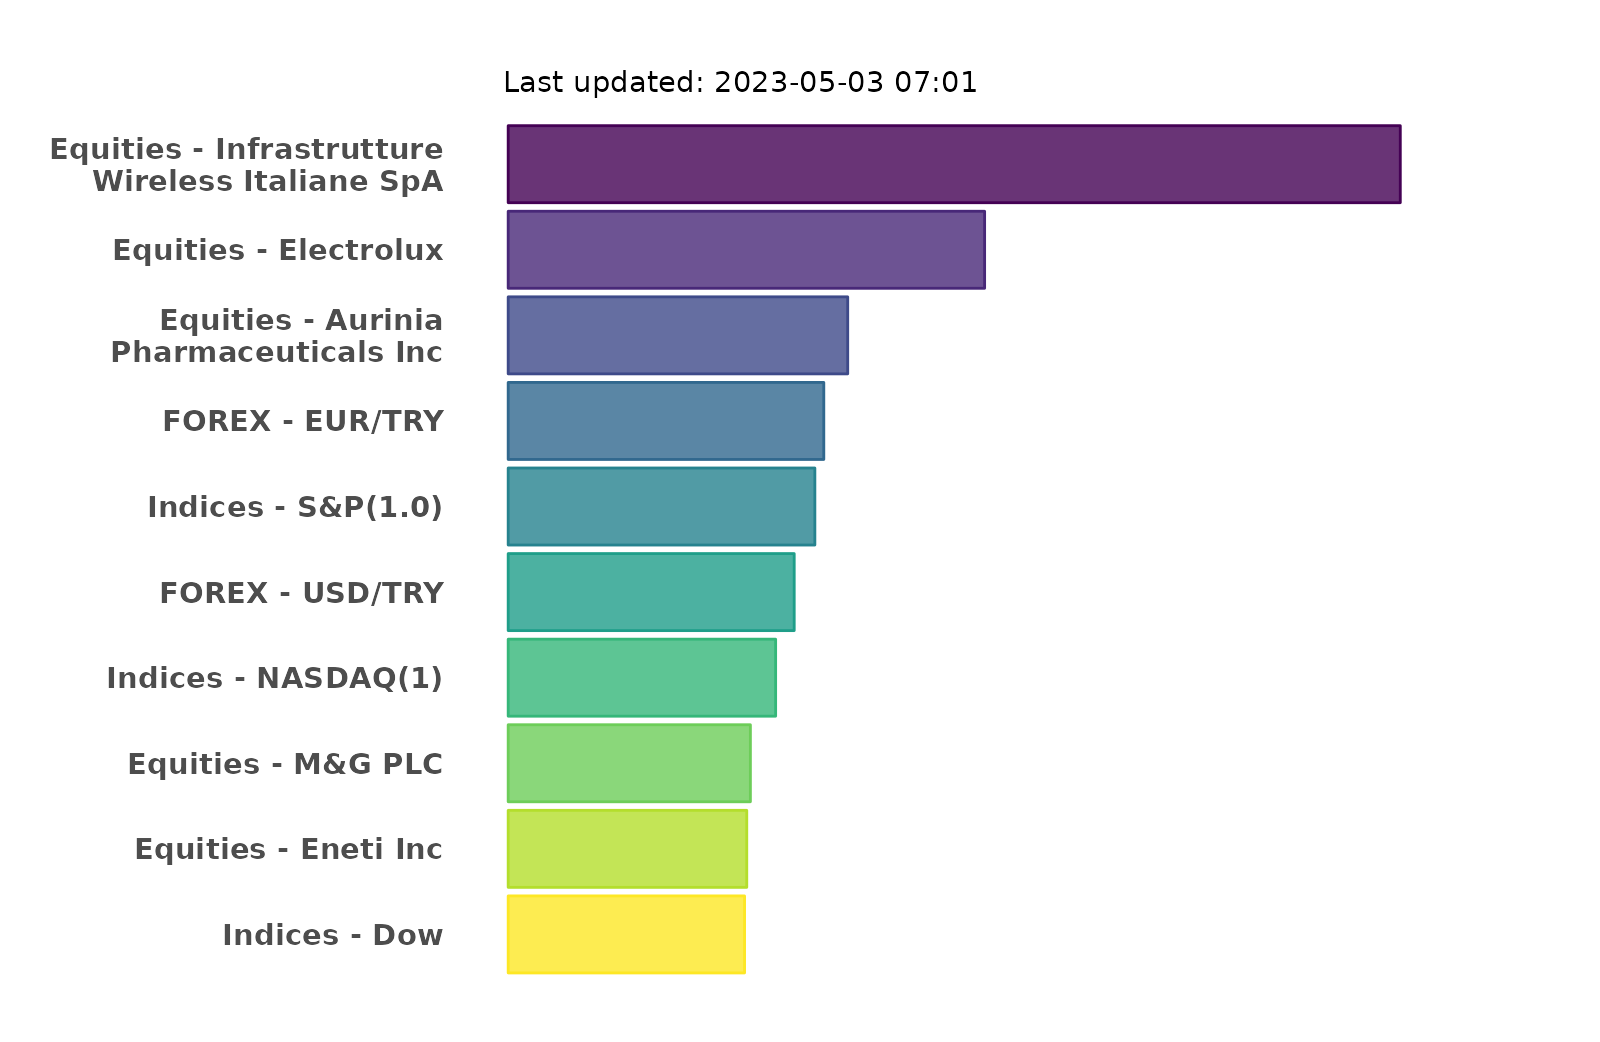 Last updated: 2023-05-03 07:01
Equities - Infrastrutture
Wireless Italiane SpA
Equities - Electrolux
Equities - Aurinia
Pharmaceuticals Inc
FOREX - EUR/TRY
Indices - S&P(1.0)
FOREX - USD/TRY
Indices - NASDAQ(1)
Equities - M&G PLC
Equities - Eneti Inc
Indices - Dow